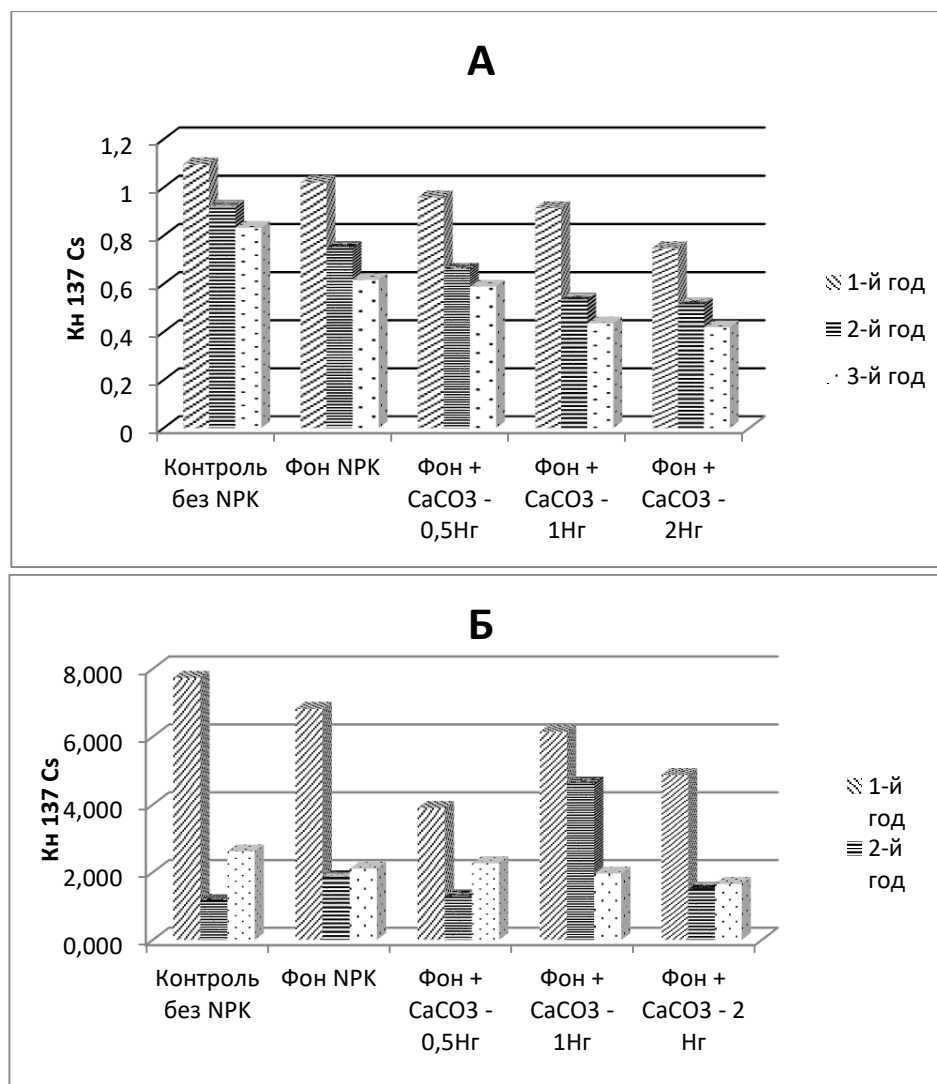 А
1,2
1
0,8
0,6
0,4
0,2
0
Кн 137 Cs
Контроль
без NPK
Фон NPK
Фон +
CaCO3 -
0,5Нг
Фон +
CaCO3 -
1Нг
Фон +
CaCO3 -
2Нг
1-й год
2-й год
3-й год
Б
8,000
6,000
4,000
2,000
0,000
Кн 137 Cs
Контроль
без NPK
Фон NPK
Фон +
CaCO3 -
0,5Нг
Фон +
CaCO3 -
1Нг
Фон +
CaCO3 - 2
Нг
1-й
год
2-й
год